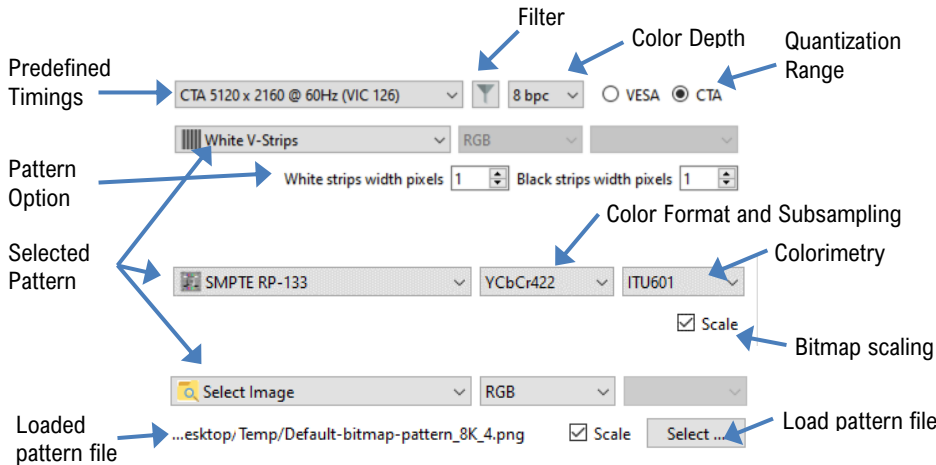 Filter
Color Depth
Quantization
Range
Predefined
Timings
CTA 5120 x 2160 @ 60Hz (VIC 126)
8 bpc
VESA
CTA
White V-Strips
RGB
Pattern
Option
White strips width pixels 1
Black strips width pixels 1
Color Format and Subsampling
Selected
Pattern
Colorimetry
SMPTE RP-133
YCbCr422
ITU601
Scale
Bitmap scaling
Select Image
RGB
Loaded
pattern file
...esktop/Temp/Default-bitmap-pattern_8K_4.png
Scale
Select ...
Load pattern file